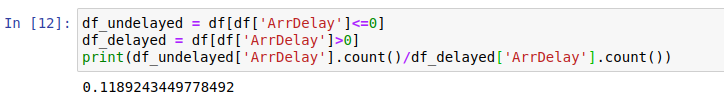 In [12]: df_undelayed = df[df['ArrDelay']<=0]
df_delayed = df[df['ArrDelay']>0]
print(df_undelayed['ArrDelay'].count()/df_delayed['ArrDelay'].count())
0.1189243449778492